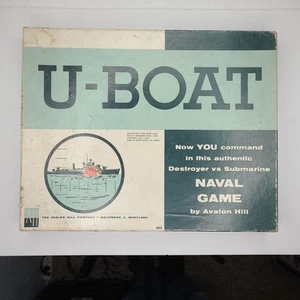 U-BOAT
Now YOU command
in this authentic
Destroyer vs Submarine
NAVAL
GAME
by Avalon Hill
THE AVALON HILL COMPANY • BALTIMORE 14, MARYLAND